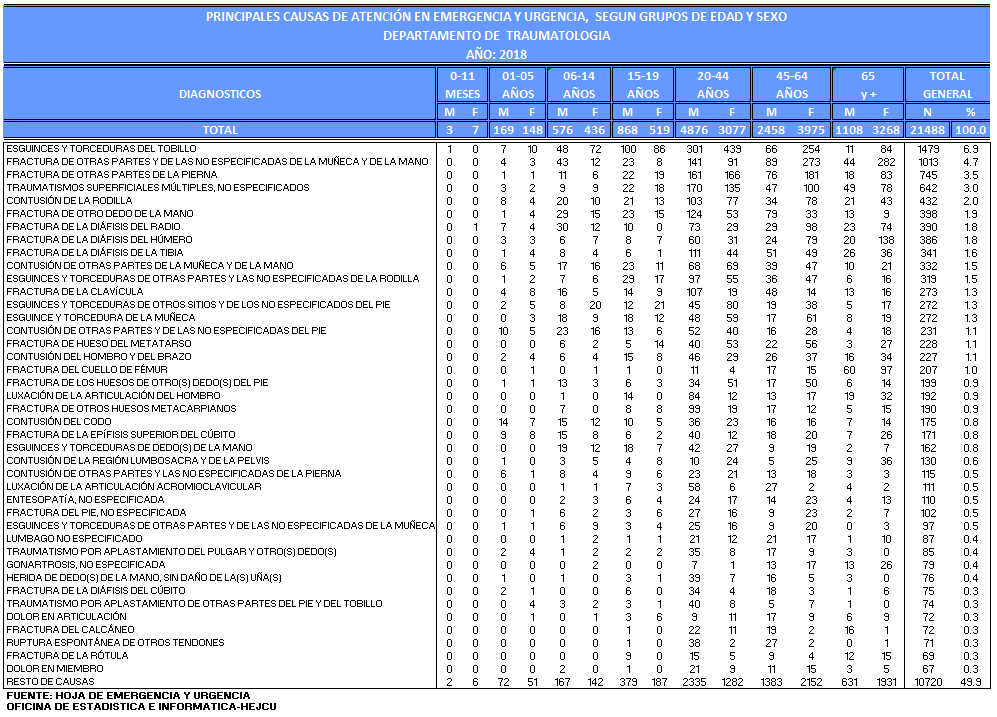 PRINCIPALES CAUSAS DE ATENCIÓN EN EMERGENCIA Y URGENCIA, SEGUN GRUPOS DE EDAD Y SEXO
DEPARTAMENTO DE TRAUMATOLOGIA
AÑO: 2018
DIAGNOSTICOS 0-11 MESES 01-05 AÑOS 06-14 AÑOS 15-19 AÑOS 20-44 AÑOS 45-64 AÑOS 65 y + TOTAL GENERAL
M F M F M F M F M F M F M F N %
TOTAL 3 7 169 148 576 436 868 519 4876 3077 2458 3975 1108 3268 21488 100.0
ESGUINCES Y TORCEDURAS DEL TOBILLO 1 0 7 10 48 72 100 86 301 439 66 254 11 84 1479 6.9
FRACTURA DE OTRAS PARTES Y DE LAS NO ESPECIFICADAS DE LA MUÑECA Y DE LA MANO 0 0 4 3 43 12 23 8 141 91 89 273 44 282 1013 4.7
FRACTURA DE OTRAS PARTES DE LA PIERNA 0 0 1 1 11 6 22 19 161 166 76 181 18 83 745 3.5
TRAUMATISMOS SUPERFICIALES MÚLTIPLES, NO ESPECIFICADOS 0 0 3 2 9 9 22 18 170 135 47 100 49 78 642 3.0
CONTUSIÓN DE LA RODILLA 0 0 8 4 20 10 21 13 103 77 34 78 21 43 432 2.0
FRACTURA DE OTRO DEDO DE LA MANO 0 0 1 4 29 15 23 15 124 53 79 33 13 9 398 1.9
FRACTURA DE LA DIÁFISIS DEL RADIO 0 1 7 4 30 12 10 0 73 29 29 98 23 74 390 1.8
FRACTURA DE LA DIÁFISIS DEL HÚMERO 0 0 3 3 6 7 8 7 60 31 24 79 20 138 386 1.8
FRACTURA DE LA DIÁFISIS DE LA TIBIA 0 0 1 4 8 4 6 1 111 44 51 49 26 36 341 1.6
CONTUSIÓN DE OTRAS PARTES DE LA MUÑECA Y DE LA MANO 0 0 6 5 17 16 23 11 68 69 39 47 10 21 332 1.5
ESGUINCES Y TORCEDURAS DE OTRAS PARTES Y LAS NO ESPECIFICADAS DE LA RODILLA 0 0 1 2 7 6 29 17 97 55 36 47 6 16 319 1.5
FRACTURA DE LA CLAVÍCULA 0 0 4 8 16 5 14 9 107 19 48 14 13 16 273 1.3
ESGUINCES Y TORCEDURAS DE OTROS SITIOS Y DE LOS NO ESPECIFICADOS DEL PIE 0 0 2 5 8 20 12 21 45 80 19 38 5 17 272 1.3
ESGUINCE Y TORCEDURA DE LA MUÑECA 0 0 0 3 18 9 18 12 48 59 17 61 8 19 272 1.3
CONTUSIÓN DE OTRAS PARTES Y DE LAS NO ESPECIFICADAS DEL PIE 0 0 10 5 23 16 13 6 52 40 16 28 4 18 231 1.1
FRACTURA DE HUESO DEL METATARSO 0 0 0 0 6 2 5 14 40 53 22 56 3 27 228 1.1
CONTUSIÓN DEL HOMBRO Y DEL BRAZO 0 0 2 4 6 4 15 8 46 29 26 37 16 34 227 1.1
FRACTURA DEL CUELLO DE FÉMUR 0 0 0 1 0 1 1 0 11 4 17 15 60 97 207 1.0
FRACTURA DE LOS HUESOS DE OTRO(S) DEDO(S) DEL PIE 0 0 1 1 13 3 6 3 34 51 17 50 6 14 199 0.9
LUXACIÓN DE LA ARTICULACIÓN DEL HOMBRO 0 0 0 0 1 0 14 0 84 12 13 17 19 32 192 0.9
FRACTURA DE OTROS HUESOS METACARPIANOS 0 0 0 0 7 0 8 8 99 19 17 12 5 15 190 0.9
CONTUSIÓN DEL CODO 0 0 14 7 15 12 10 5 36 23 16 16 7 14 175 0.8
FRACTURA DE LA EPÍFISIS SUPERIOR DEL CÚBITO 0 0 9 8 15 8 6 2 40 12 18 20 7 26 171 0.8
ESGUINCES Y TORCEDURAS DE DEDO(S) DE LA MANO 0 0 0 0 19 12 18 7 42 27 9 19 2 7 162 0.8
CONTUSIÓN DE LA REGIÓN LUMBOSACRA Y DE LA PELVIS 0 0 1 0 3 5 4 8 10 24 5 25 9 36 130 0.6
CONTUSIÓN DE OTRAS PARTES Y LAS NO ESPECIFICADAS DE LA PIERNA 0 0 6 1 8 4 9 6 23 21 13 18 3 3 115 0.5
LUXACIÓN DE LA ARTICULACIÓN ACROMIOCLAVICULAR 0 0 0 0 1 1 7 3 58 6 27 2 4 2 111 0.5
ENTESOPATÍA, NO ESPECIFICADA 0 0 0 0 2 3 6 4 24 17 14 23 4 13 110 0.5
FRACTURA DEL PIE, NO ESPECIFICADA 0 0 0 1 6 2 3 6 27 16 9 23 2 7 102 0.5
ESGUINCES Y TORCEDURAS DE OTRAS PARTES Y DE LAS NO ESPECIFICADAS DE LA MUÑECA 0 0 1 1 6 9 3 4 25 16 9 20 0 3 97 0.5
LUMBAGO NO ESPECIFICADO 0 0 0 0 1 2 1 1 21 12 21 17 1 10 87 0.4
TRAUMATISMO POR APLASTAMIENTO DEL PULGAR Y OTRO(S) DEDO(S) 0 0 2 4 1 2 2 2 35 8 17 9 3 0 85 0.4
GONARTROSIS, NO ESPECIFICADA 0 0 0 0 0 2 0 0 7 1 13 17 13 26 79 0.4
HERIDA DE DEDO(S) DE LA MANO, SIN DAÑO DE LA(S) UÑA(S) 0 0 1 0 1 0 3 1 39 7 16 5 3 0 76 0.4
FRACTURA DE LA DIÁFISIS DEL CÚBITO 0 0 2 1 0 0 6 0 34 4 18 3 1 6 75 0.3
TRAUMATISMO POR APLASTAMIENTO DE OTRAS PARTES DEL PIE Y DEL TOBILLO 0 0 0 4 3 2 3 1 40 8 5 7 1 0 74 0.3
DOLOR EN ARTICULACIÓN 0 0 0 1 0 1 3 6 9 11 17 9 6 9 72 0.3
FRACTURA DEL CALCÁNEO 0 0 0 0 0 0 1 0 22 11 19 2 16 1 72 0.3
RUPTURA ESPONTÁNEA DE OTROS TENDONES 0 0 0 0 0 0 1 0 38 2 27 2 0 1 71 0.3
FRACTURA DE LA RÓTULA 0 0 0 0 0 0 9 0 15 5 9 4 12 15 69 0.3
DOLOR EN MIEMBRO 0 0 0 0 2 0 1 0 21 9 11 15 3 5 67 0.3
RESTO DE CAUSAS 2 6 72 51 167 142 379 187 2335 1282 1383 2152 631 1931 10720 49.9
FUENTE: HOJA DE EMERGENCIA Y URGENCIA
OFICINA DE ESTADISTICA E INFORMATICA-HEJCU